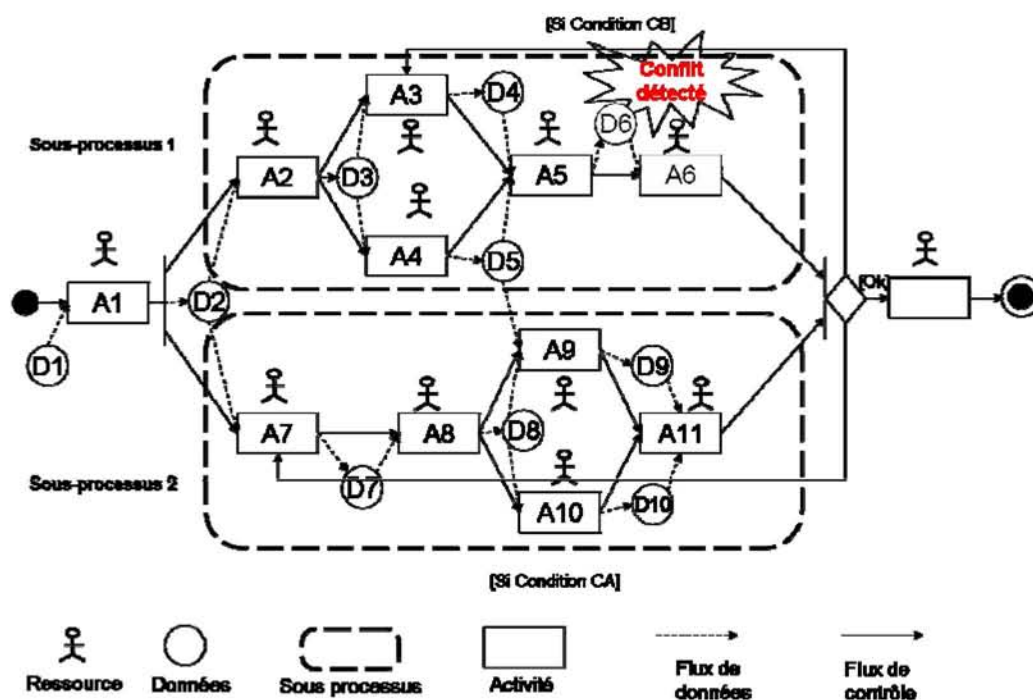 [Si Condition CB]
Conflit
détecté
A3
D4
D6
Sous-processus 1
A2
D3
A5
A6
A4
D5
[Ok]
A1
D2
D1
A9
D9
A7
A8
D8
A11
Sous-processus 2
D7
A10
D10
[Si Condition CA]
Ressource
Données
Sous processus
Activité
Flux de
données
Flux de
contrôle